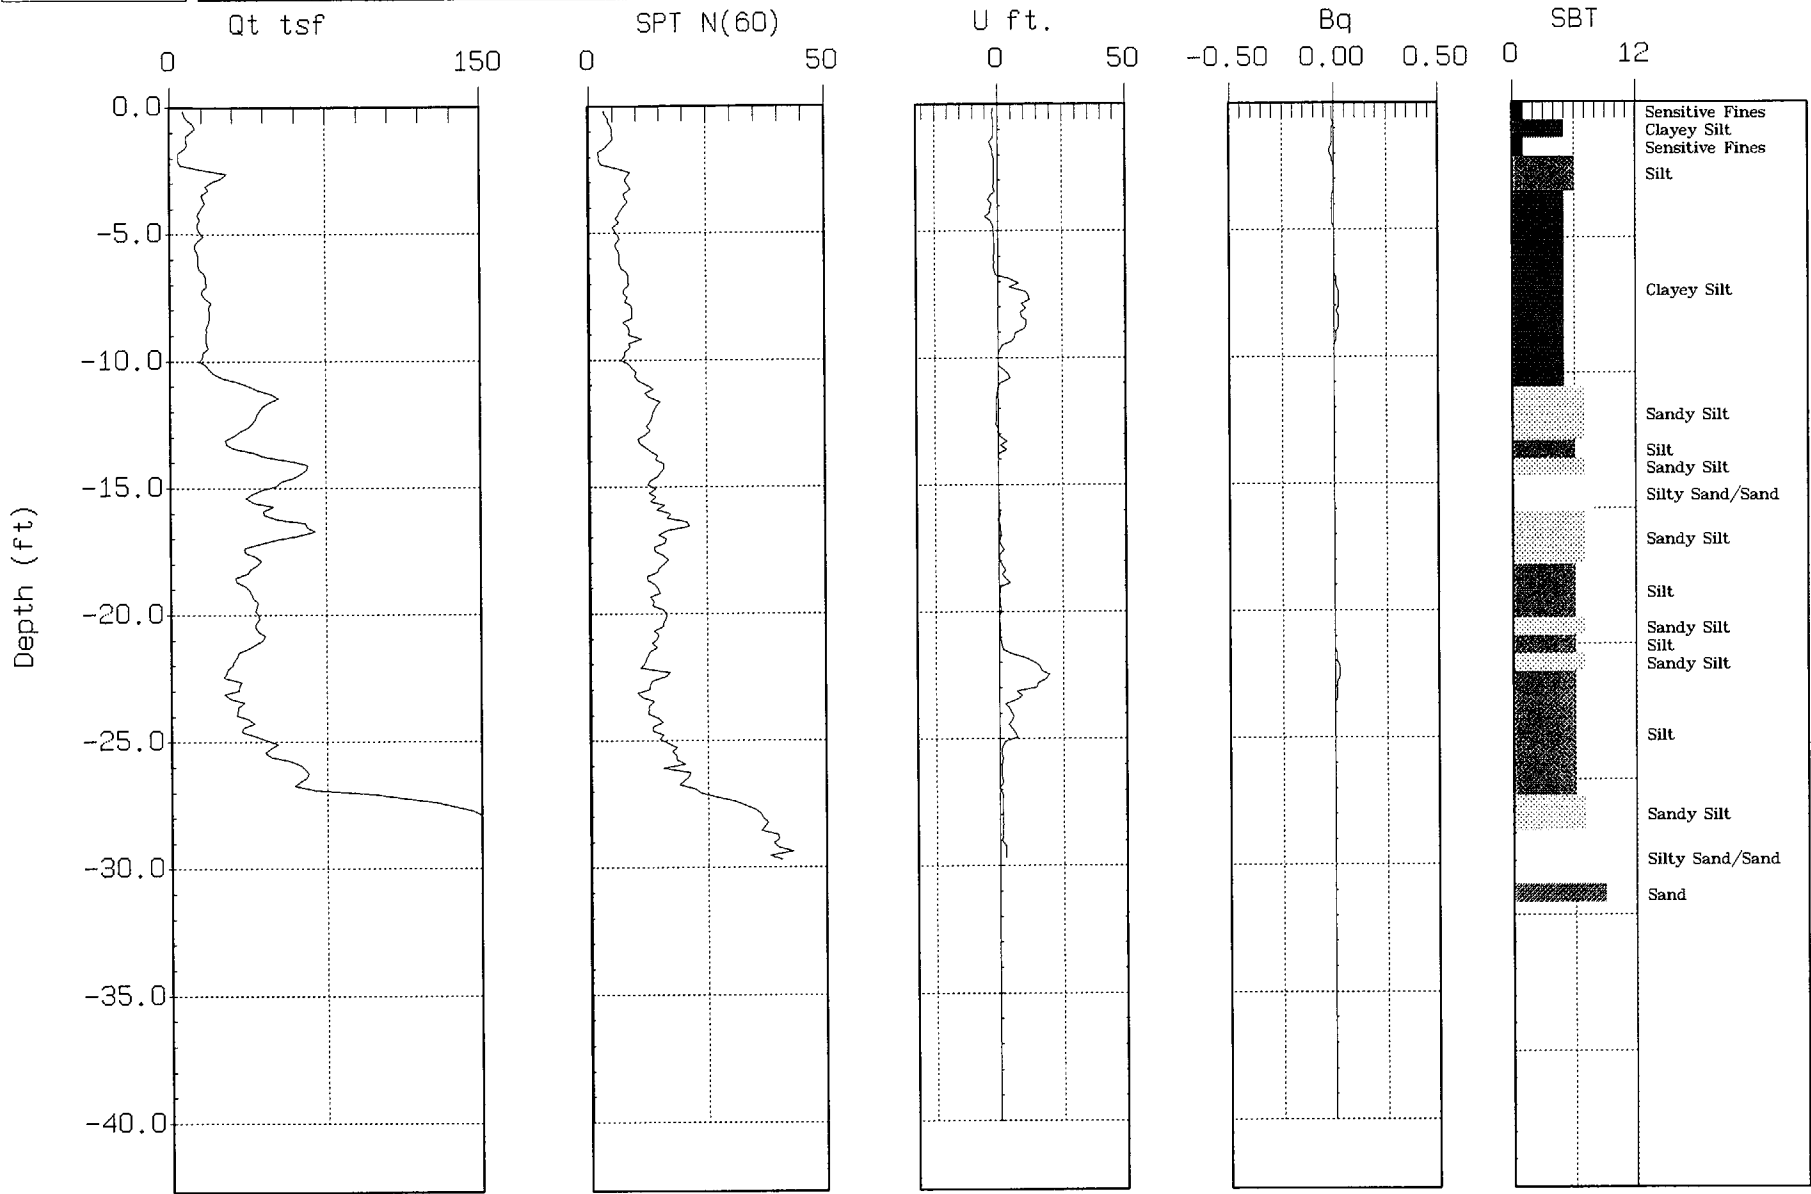 Qt tsf
SPT N(60)
U ft.
Bq
SBT
0 150
0 50
0 50
-0.50 0.00 0.50
0 12
0.0
-5.0
-10.0
-15.0
-20.0
-25.0
-30.0
-35.0
-40.0
Depth (ft)
Sensitive Fines
Clayey Silt
Sensitive Fines
Silt
Clayey Silt
Sandy Silt
Silt
Sandy Silt
Silty Sand/Sand
Sandy Silt
Silt
Sandy Silt
Silt
Sandy Silt
Silt
Sandy Silt
Silty Sand/Sand
Sand